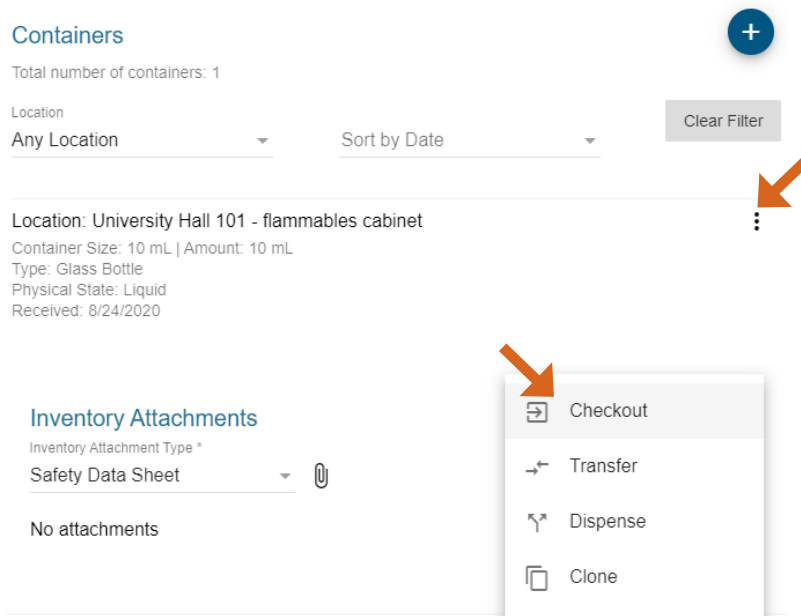 Containers
Total number of containers: 1
Location
Any Location
Sort by Date
Clear Filter
Location: University Hall 101 - flammables cabinet
Container Size: 10 mL | Amount: 10 mL
Type: Glass Bottle
Physical State: Liquid
Received: 8/24/2020
Inventory Attachments
Inventory Attachment Type *
Safety Data Sheet
No attachments
Checkout
Transfer
Dispense
Clone